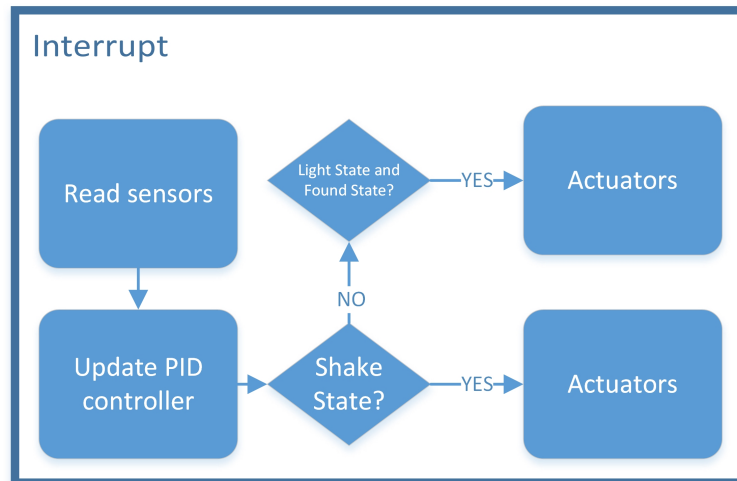 Interrupt
Read sensors
Light State and
Found State?
YES
Actuators
NO
Update PID
controller
Shake
State?
YES
Actuators